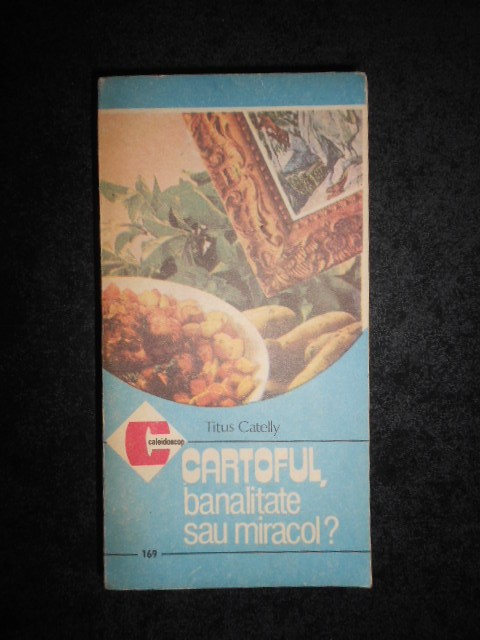 Titus Catelly
caleidoscop
CARTOFUL,
banalitate
sau miracol?
169